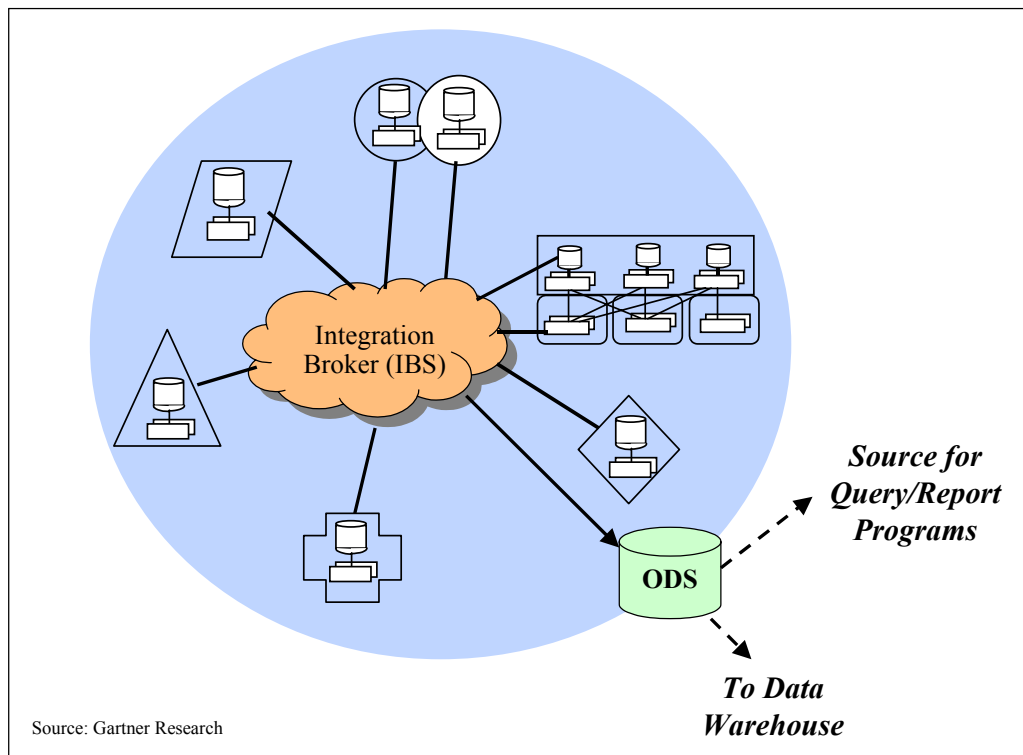 Integration
Broker (IBS)
Source for
Query/Report
Programs
ODS
To Data
Warehouse
Source: Gartner Research